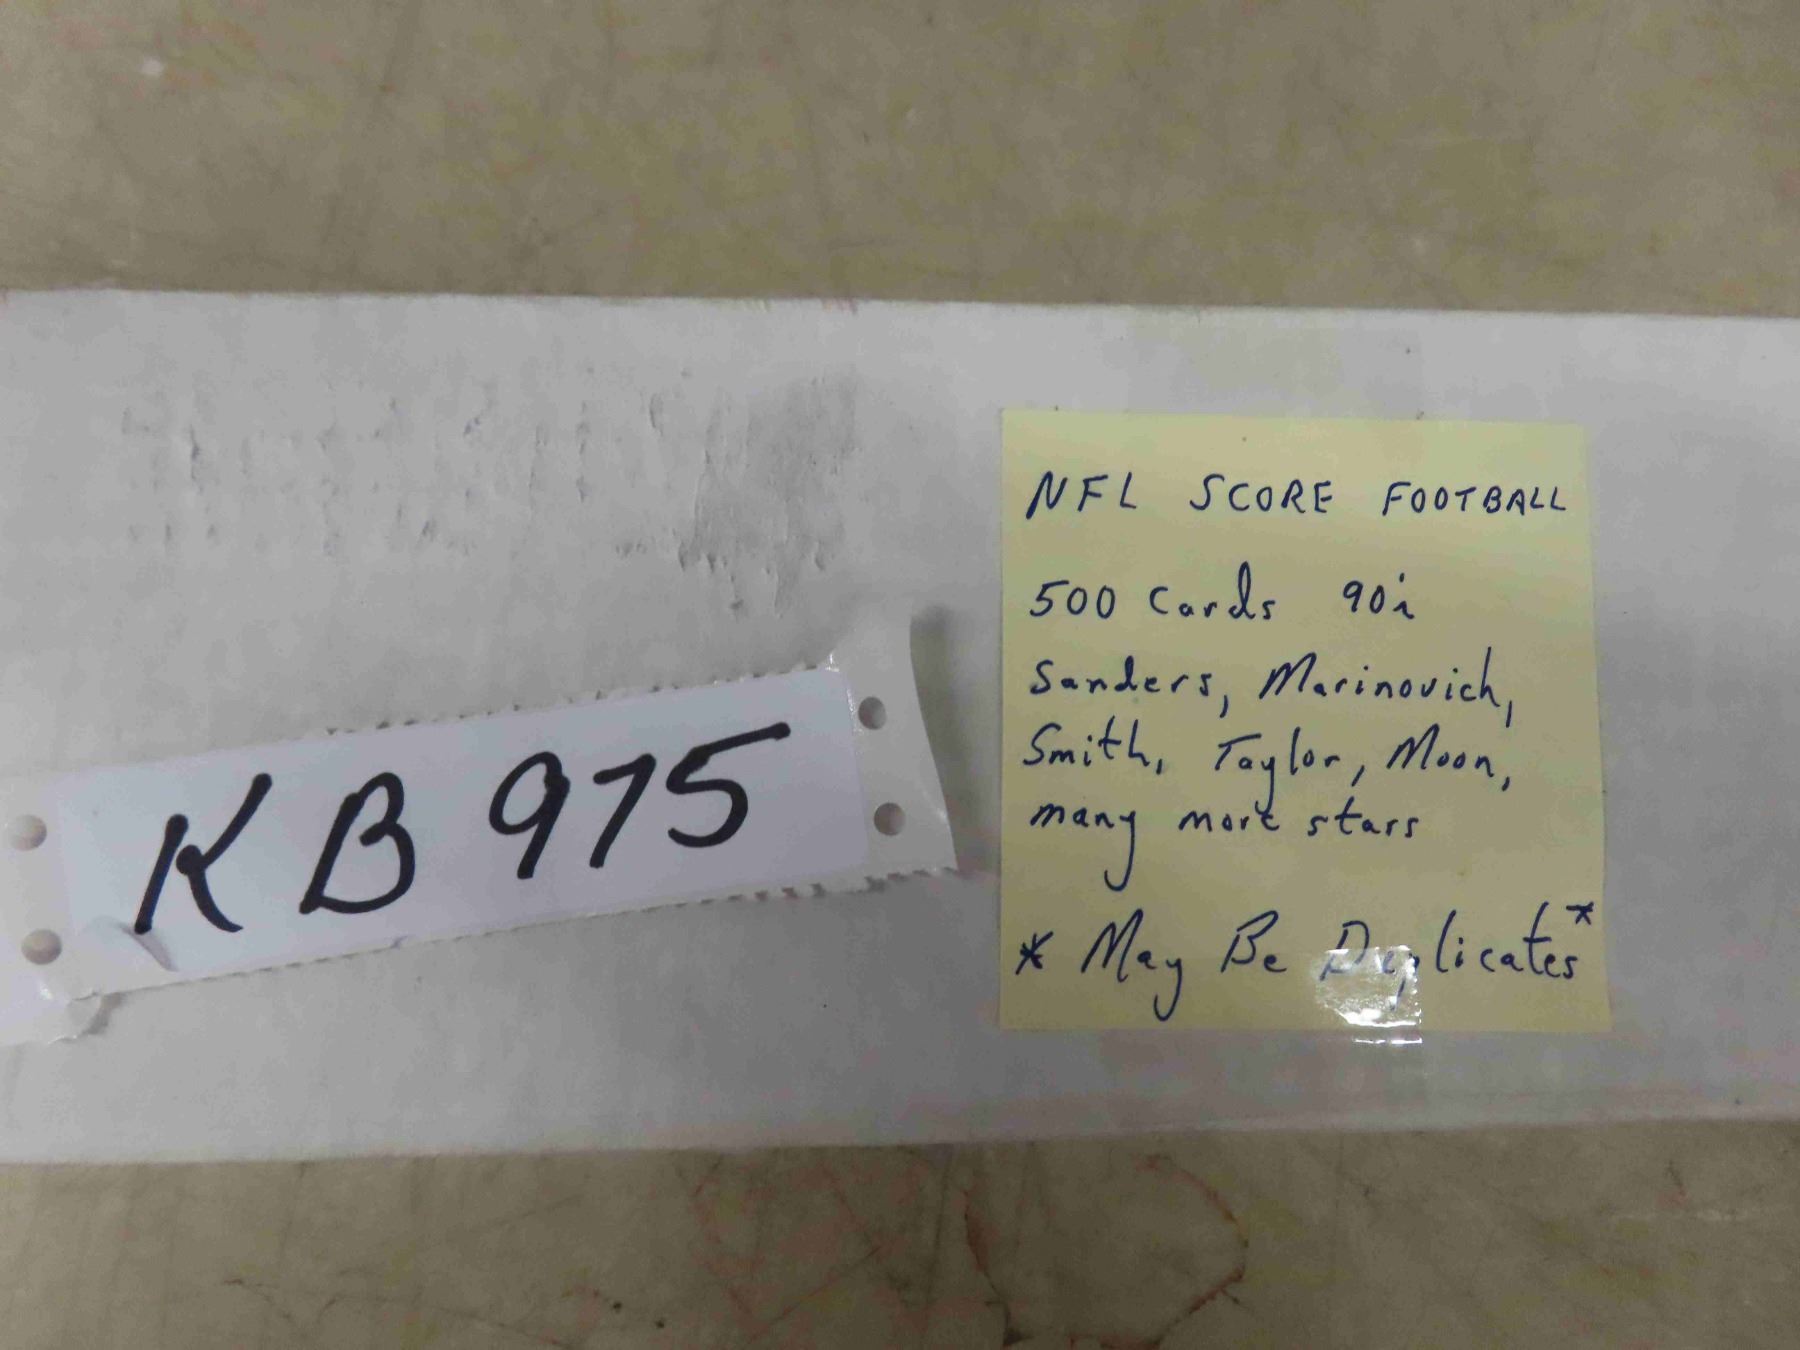 KB 975
NFL SCORE FOOTBALL
500 Cards 90's
Sanders, Marinovich,
Smith, Taylor, Moon,
many more stars
* May Be Duplicates *